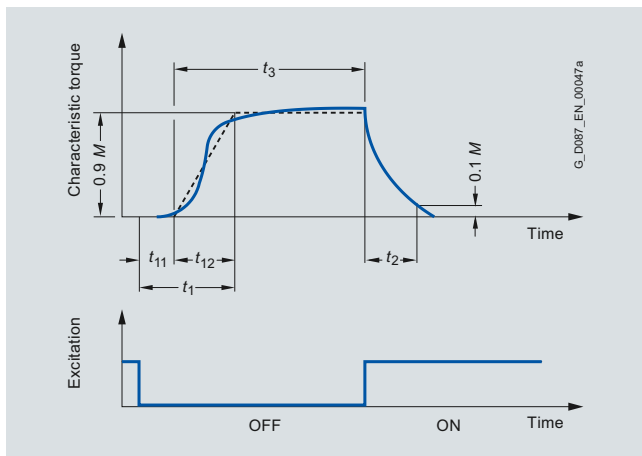 Characteristic torque
0.9 M
t3
0.1 M
G_D087_EN_00047a
Time
t11
t12
t2
t1
Excitation
OFF
ON
Time